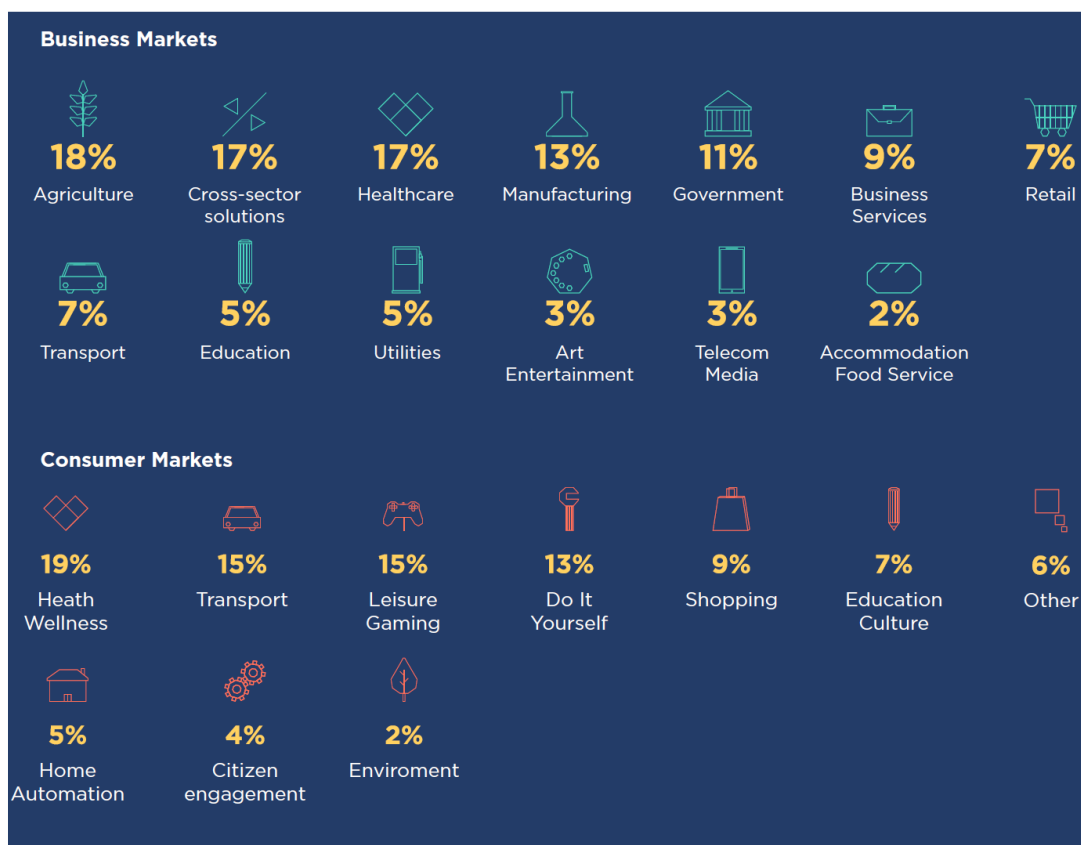 Business Markets
18%
Agriculture
17%
Cross-sector
solutions
17%
Healthcare
13%
Manufacturing
11%
Government
9%
Business
Services
7%
Retail
7%
Transport
5%
Education
5%
Utilities
3%
Art
Entertainment
3%
Telecom
Media
2%
Accommodation
Food Service
Consumer Markets
19%
Heath
Wellness
15%
Transport
15%
Leisure
Gaming
13%
Do It
Yourself
9%
Shopping
7%
Education
Culture
6%
Other
5%
Home
Automation
4%
Citizen
engagement
2%
Enviroment